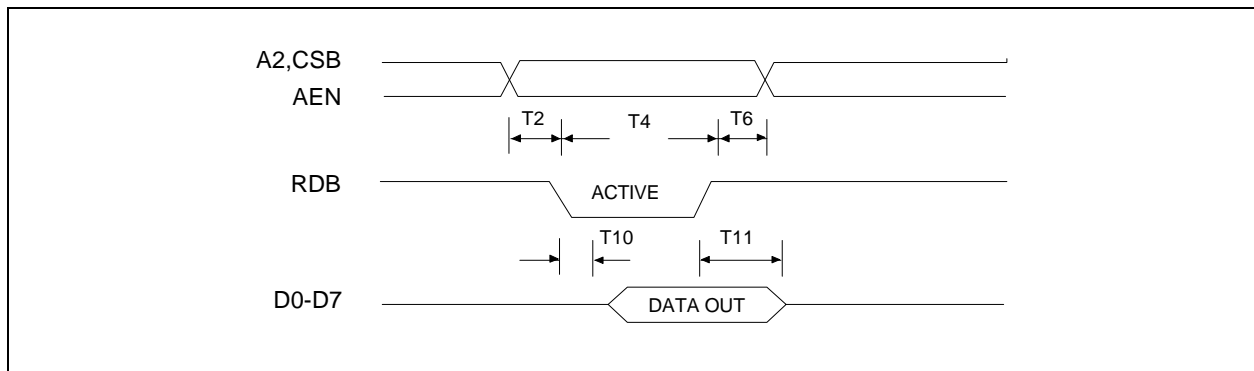 A2,CSB
AEN
T2 T4 T6
RDB ACTIVE
T10 T11
D0-D7 DATA OUT